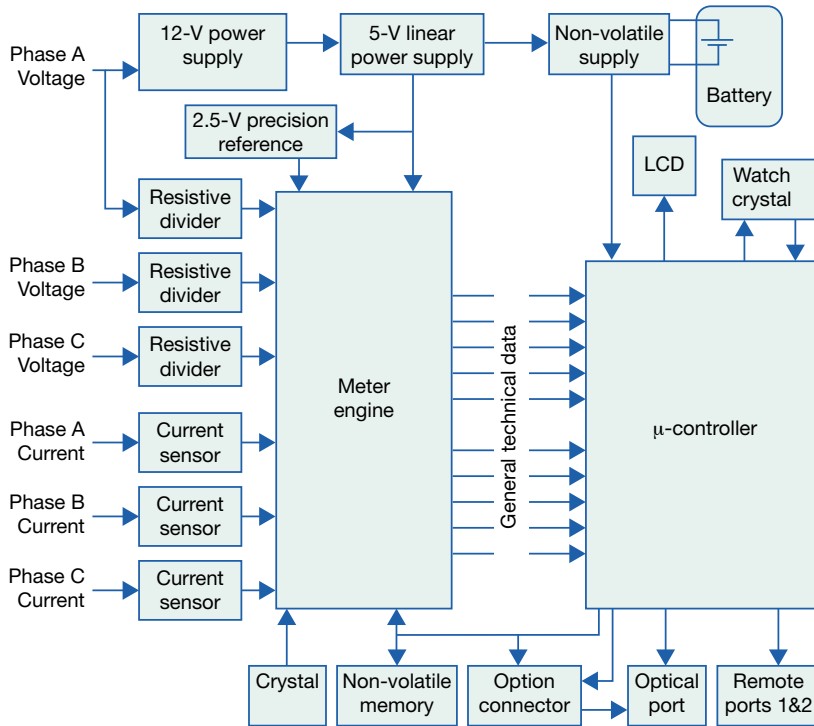 Phase A
Voltage
12-V power
supply
5-V linear
power supply
Non-volatile
supply
Battery
2.5-V precision
reference
LCD
Watch
crystal
Resistive
divider
Phase B
Voltage
Resistive
divider
Phase C
Voltage
Resistive
divider
Meter
engine
General technical data
μ-controller
Phase A
Current
Current
sensor
Phase B
Current
Current
sensor
Phase C
Current
Current
sensor
Crystal
Non-volatile
memory
Option
connector
Optical
port
Remote
ports 1&2